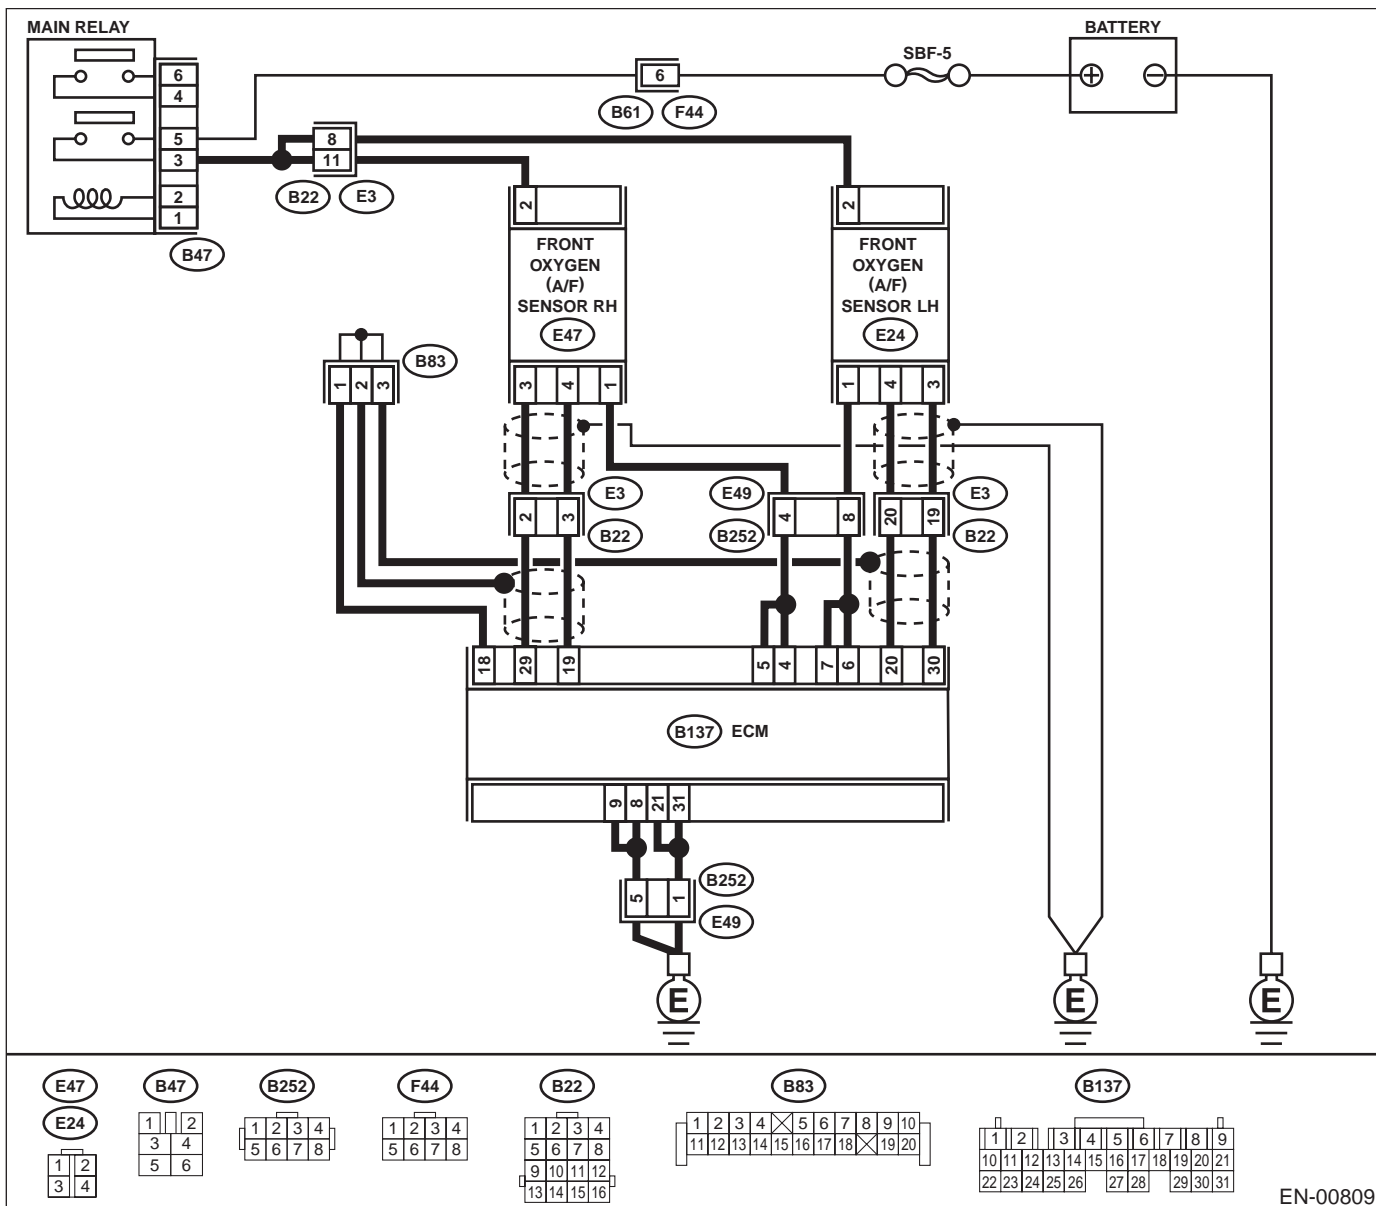 MAIN RELAY
BATTERY
SBF-5
6
4
5
3
2
1
B47
6
B61 F44
8
11
B22 E3
2
FRONT
OXYGEN
(A/F)
SENSOR RH
E47
2
FRONT
OXYGEN
(A/F)
SENSOR LH
E24
B83
1 2 3
3 4 1
1 4 3
E3
B22
2 3
E49
B252
4 8
20 19
E3
B22
18 29 19 5 4 7 6 20 30
B137 ECM
9 8 21 31
5 1
B252
E49
E E E
E47
E24
1 2
3 4
B47
1 2
3 4
5 6
B252
1 2 3 4
5 6 7 8
F44
1 2 3 4
5 6 7 8
B22
1 2 3 4
5 6 7 8
9 10 11 12
13 14 15 16
B83
1 2 3 4 5 6 7 8 9 10
11 12 13 14 15 16 17 18 19 20
B137
1 2 3 4 5 6 7 8 9
10 11 12 13 14 15 16 17 18 19 20 21
22 23 24 25 26 27 28 29 30 31
EN-00809